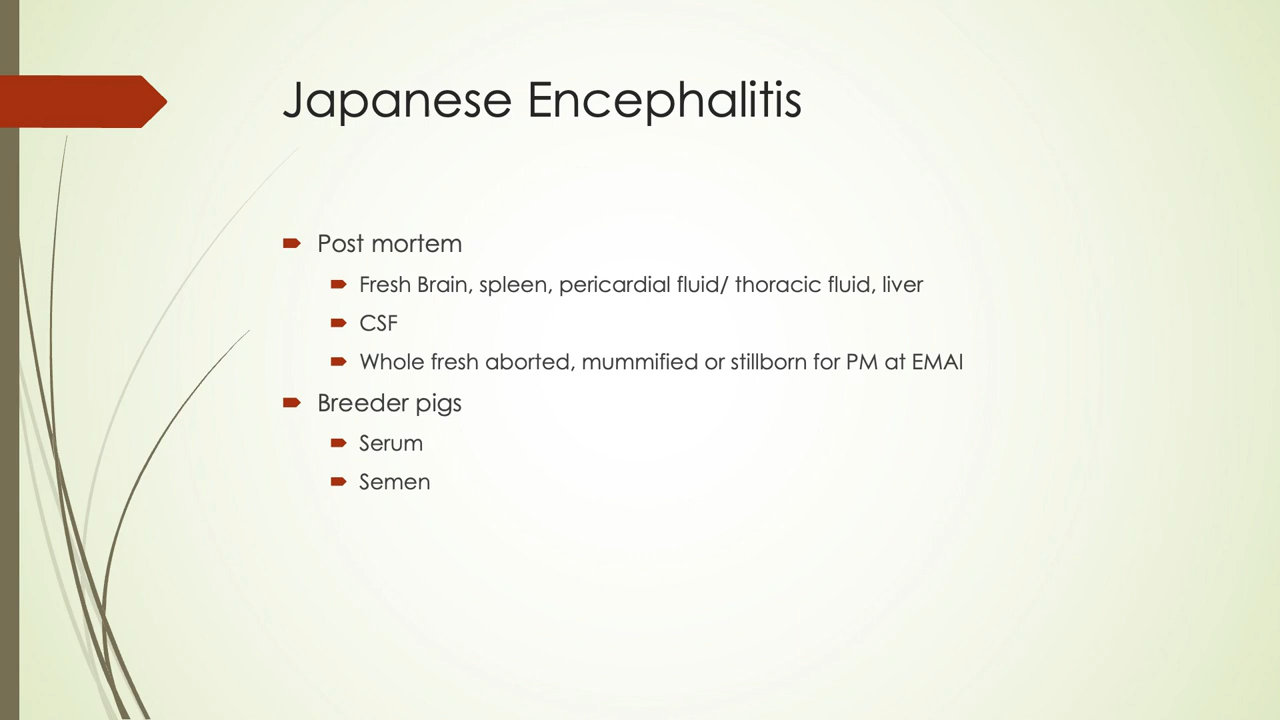 Japanese Encephalitis
Post mortem
Fresh Brain, spleen, pericardial fluid/ thoracic fluid, liver
CSF
Whole fresh aborted, mummified or stillborn for PM at EMAI
Breeder pigs
Serum
Semen